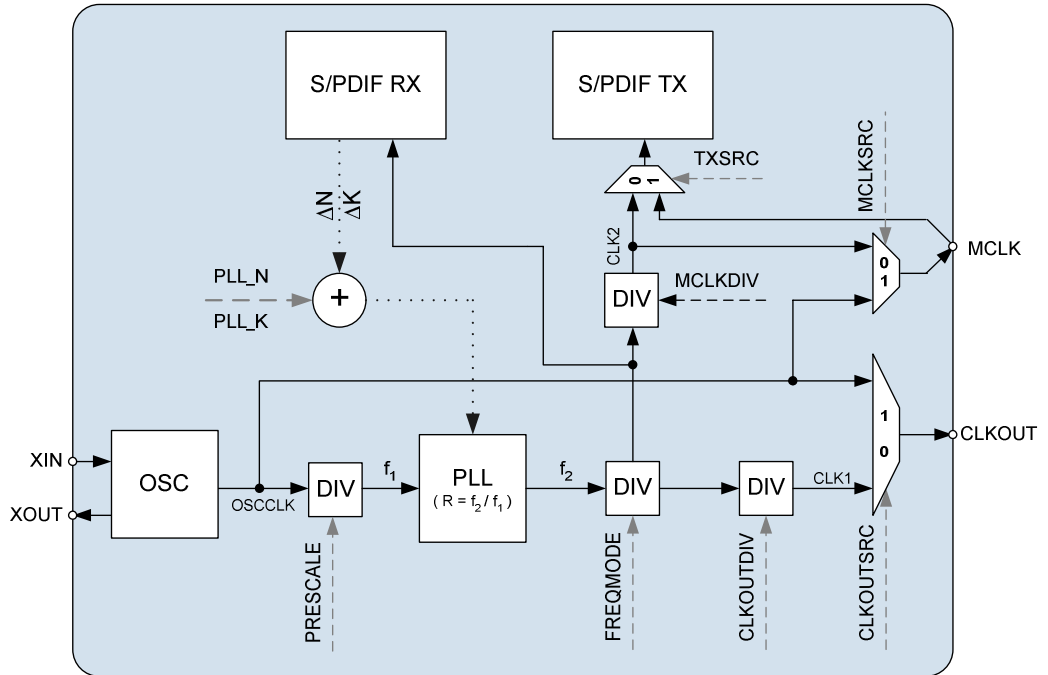 S/PDIF RX
S/PDIF TX
TXSRC
MCLKSRC
0
1
ΔN
ΔK
CLK2
MCLK
0
1
PLL_N
PLL_K
+
DIV
MCLKDIV
1
0
CLKOUT
XIN
XOUT
OSC
OSCCLK
DIV
f1
PLL
( R = f2 / f1 )
f2
DIV
DIV
CLK1
PRESCALE
FREQMODE
CLKOUTDIV
CLKOUTSRC